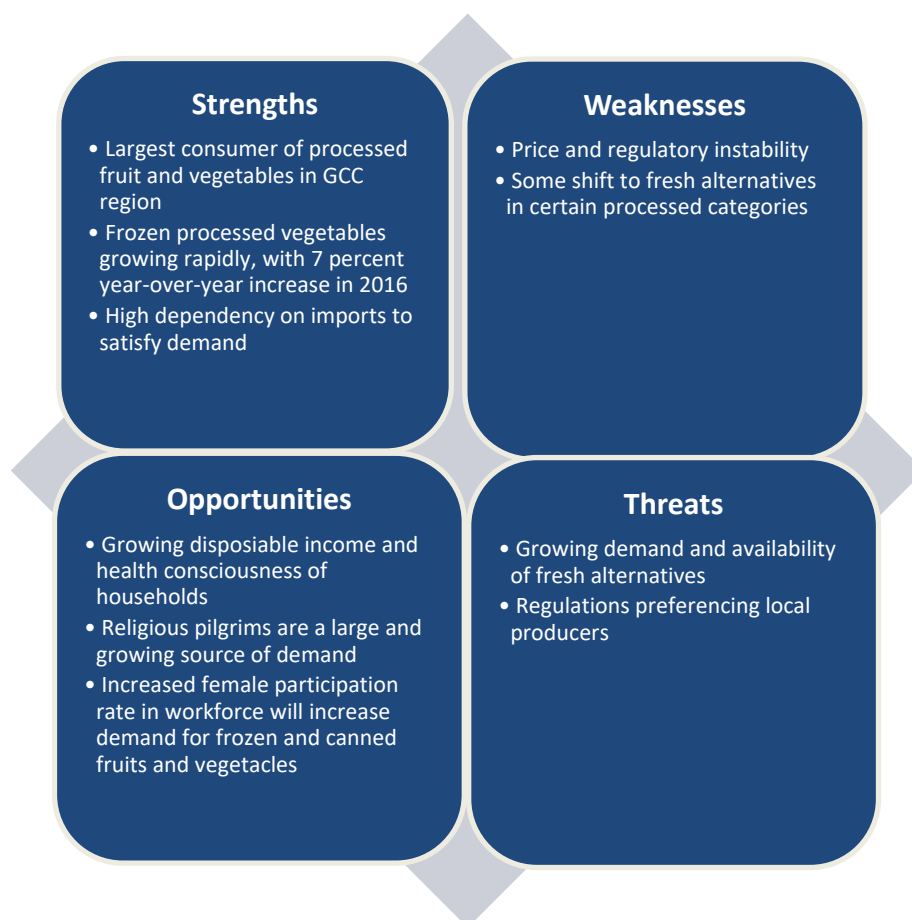 Strengths
• Largest consumer of processed
fruit and vegetables in GCC
region
• Frozen processed vegetables
growing rapidly, with 7 percent
year-over-year increase in 2016
• High dependency on imports to
satisfy demand
Weaknesses
• Price and regulatory instability
• Some shift to fresh alternatives
in certain processed categories
Opportunities
• Growing disposiable income and
health consciousness of
households
• Religious pilgrims are a large and
growing source of demand
• Increased female participation
rate in workforce will increase
demand for frozen and canned
fruits and vegetacles
Threats
• Growing demand and availability
of fresh alternatives
• Regulations preferencing local
producers